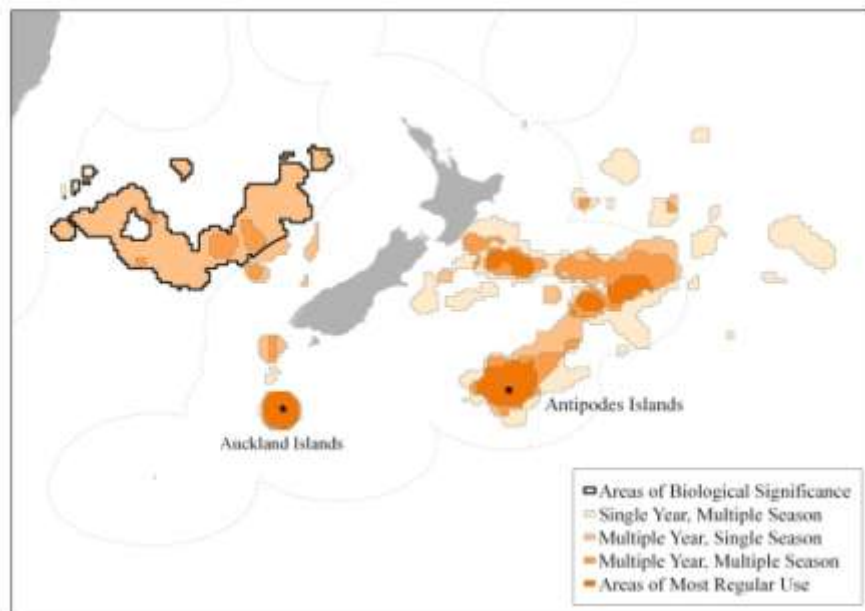 Antipodes Islands
Auckland Islands
Areas of Biological Significance
Single Year, Multiple Season
Multiple Year, Single Season
Multiple Year, Multiple Season
Areas of Most Regular Use